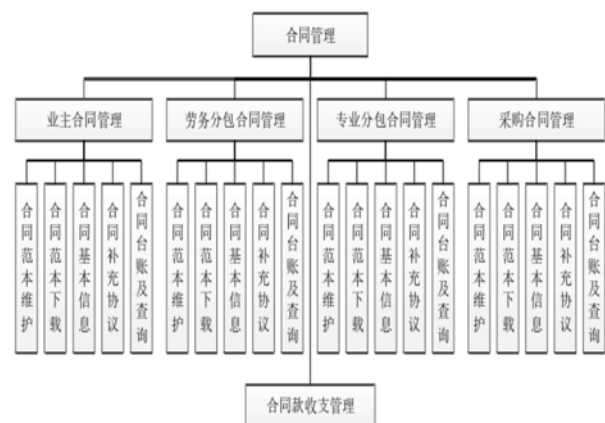 合同管理
业主合同管理
劳务分包合同管理
专业分包合同管理
采购合同管理
合同范本维护
合同范本下载
合同基本信息
合同补充协议
合同台账及查询
合同范本维护
合同范本下载
合同基本信息
合同补充协议
合同台账及查询
合同范本维护
合同范本下载
合同基本信息
合同补充协议
合同台账及查询
合同范本维护
合同范本下载
合同基本信息
合同补充协议
合同台账及查询
合同款收支管理